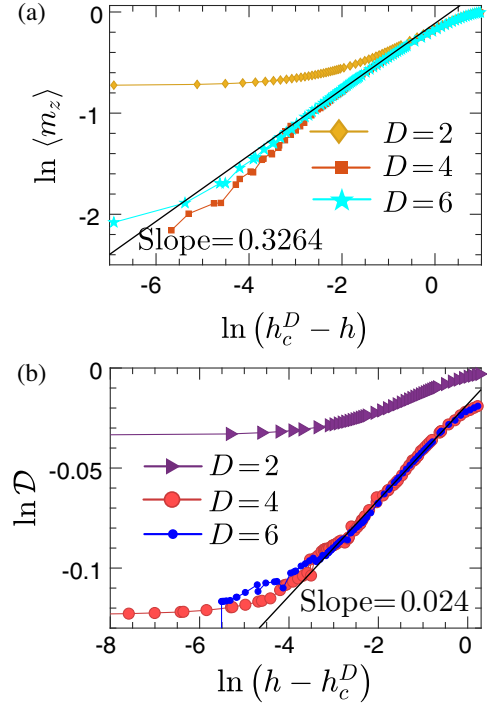 (a)
0
-1
-2
ln ⟨m_z⟩
D=2
D=4
D=6
Slope=0.3264
-6 -4 -2 0
ln (h_c^D − h)
(b)
0
-0.05
-0.1
ln 𝒟
D=2
D=4
D=6
Slope=0.024
-8 -6 -4 -2 0
ln (h − h_c^D)